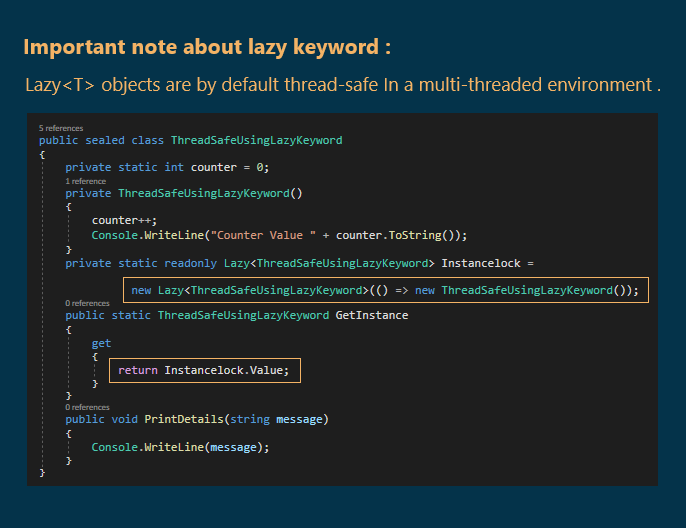 Important note about lazy keyword :
Lazy<T> objects are by default thread-safe In a multi-threaded environment .
5 references
public sealed class ThreadSafeUsingLazyKeyword
{
private static int counter = 0;
1 reference
private ThreadSafeUsingLazyKeyword()
{
counter++;
Console.WriteLine("Counter Value " + counter.ToString());
}
private static readonly Lazy<ThreadSafeUsingLazyKeyword> Instancelock =
new Lazy<ThreadSafeUsingLazyKeyword>(() => new ThreadSafeUsingLazyKeyword());
0 references
public static ThreadSafeUsingLazyKeyword GetInstance
{
get
{
return Instancelock.Value;
}
}
0 references
public void PrintDetails(string message)
{
Console.WriteLine(message);
}
}